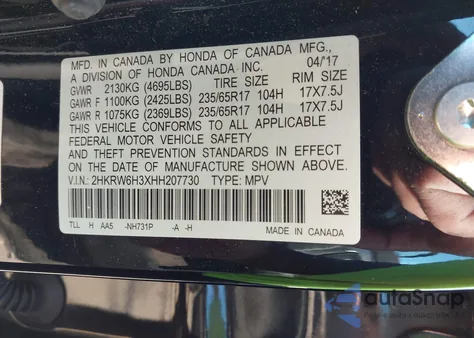 MFD. IN CANADA BY HONDA OF CANADA MFG., 04/17
A DIVISION OF HONDA CANADA INC.
GVWR 2130KG (4695LBS) TIRE SIZE RIM SIZE
GAWR F 1100KG (2425LBS) 235/65R17 104H 17X7.5J
GAWR R 1075KG (2369LBS) 235/65R17 104H 17X7.5J
THIS VEHICLE CONFORMS TO ALL APPLICABLE
FEDERAL MOTOR VEHICLE SAFETY
AND THEFT PREVENTION STANDARDS IN EFFECT
ON THE DATE OF MANUFACTURE SHOWN ABOVE.
V.I.N.: 2HKRW6H3XHH207730 TYPE: MPV
TLL H AA5 -NH731P -A -H
MADE IN CANADA
autoSnap